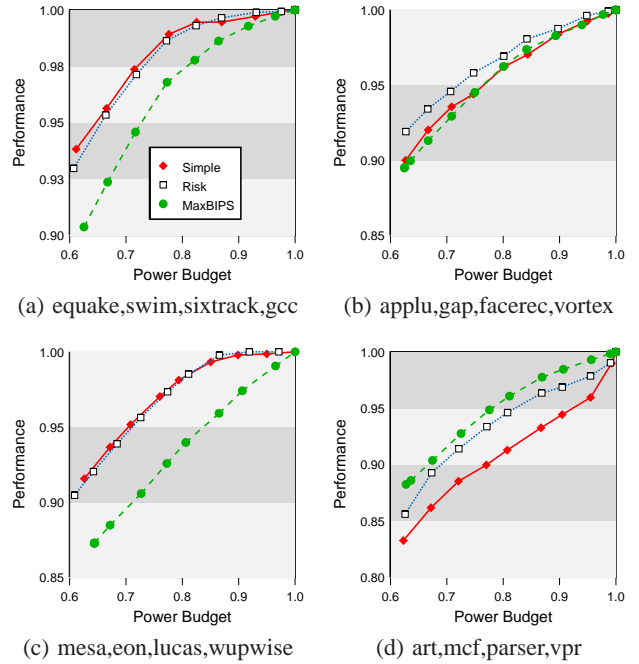 1.00
0.98
0.95
0.93
0.90
Performance
Simple
Risk
MaxBIPS
0.6 0.7 0.8 0.9 1.0
Power Budget
(a) equake,swim,sixtrack,gcc
1.00
0.95
0.90
0.85
Performance
0.6 0.7 0.8 0.9 1.0
Power Budget
(b) applu,gap,facerec,vortex
1.00
0.95
0.90
0.85
Performance
0.6 0.7 0.8 0.9 1.0
Power Budget
(c) mesa,eon,lucas,wupwise
1.00
0.95
0.90
0.85
0.80
Performance
0.6 0.7 0.8 0.9 1.0
Power Budget
(d) art,mcf,parser,vpr